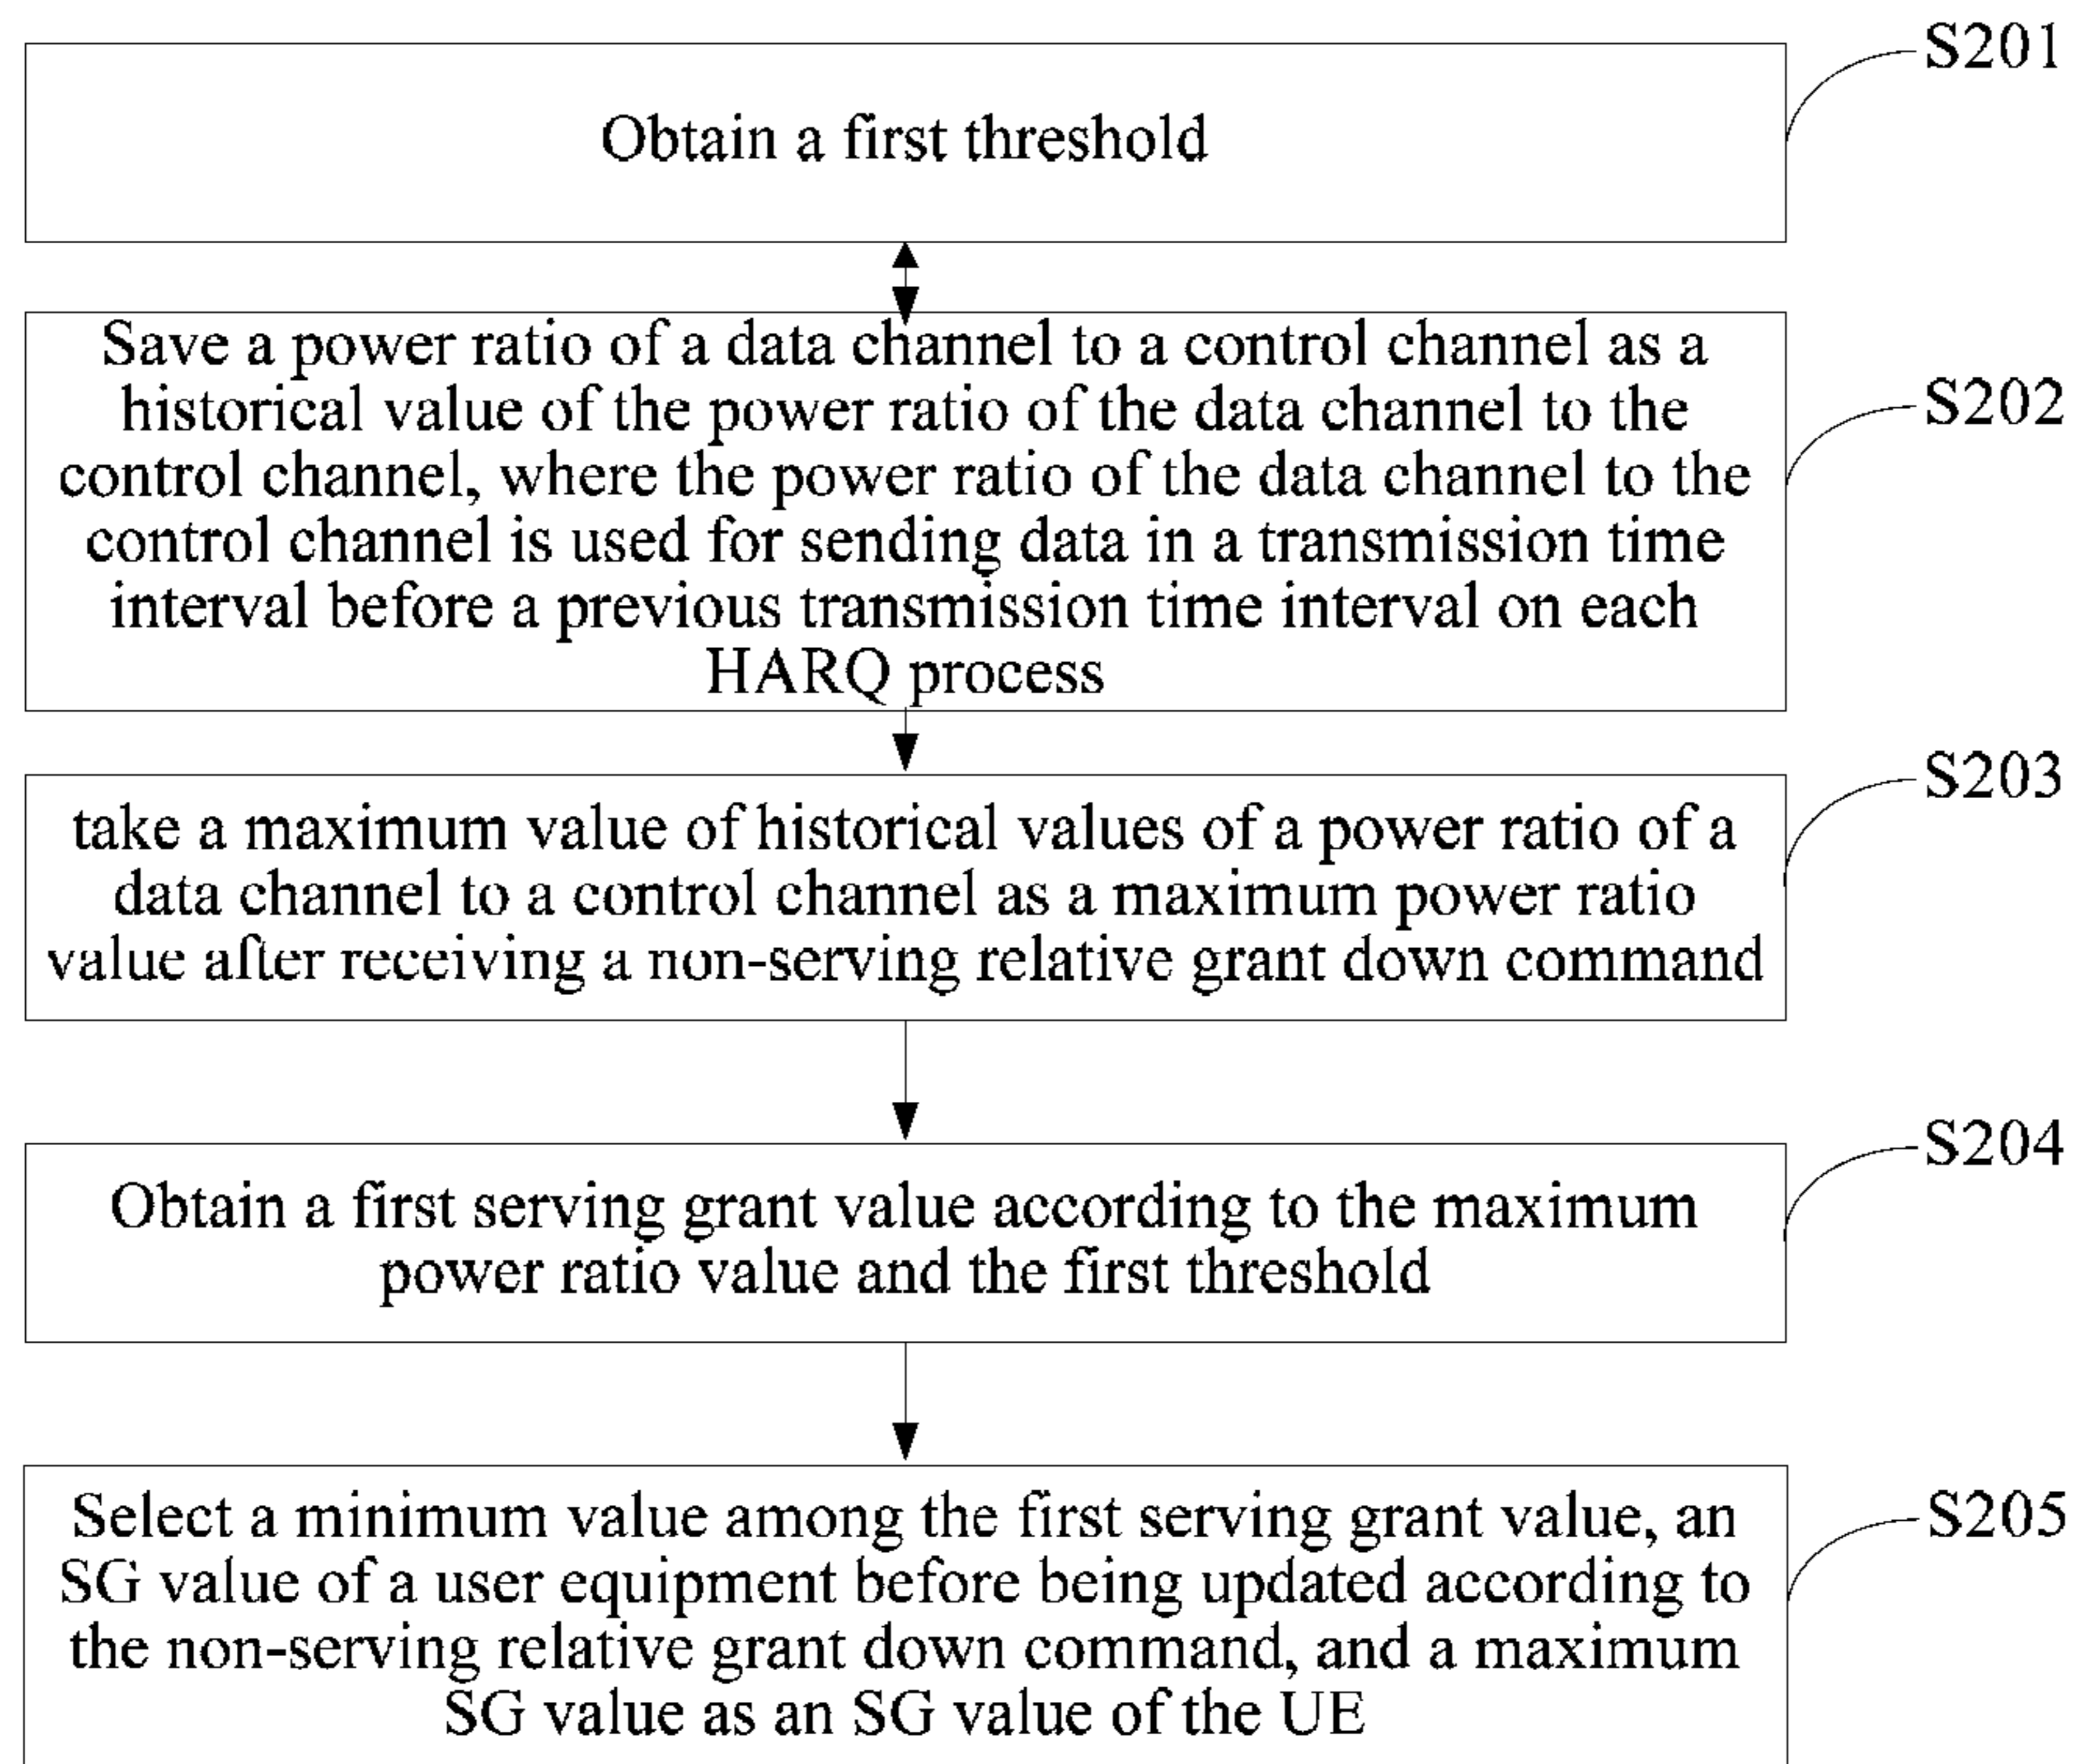 S201
Obtain a first threshold
Save a power ratio of a data channel to a control channel as a
historical value of the power ratio of the data channel to the
control channel, where the power ratio of the data channel to the
control channel is used for sending data in a transmission time
interval before a previous transmission time interval on each
HARQ process
S202
take a maximum value of historical values of a power ratio of a
data channel to a control channel as a maximum power ratio
value after receiving a non-serving relative grant down command
S203
Obtain a first serving grant value according to the maximum
power ratio value and the first threshold
S204
Select a minimum value among the first serving grant value, an
SG value of a user equipment before being updated according to
the non-serving relative grant down command, and a maximum
SG value as an SG value of the UE
S205